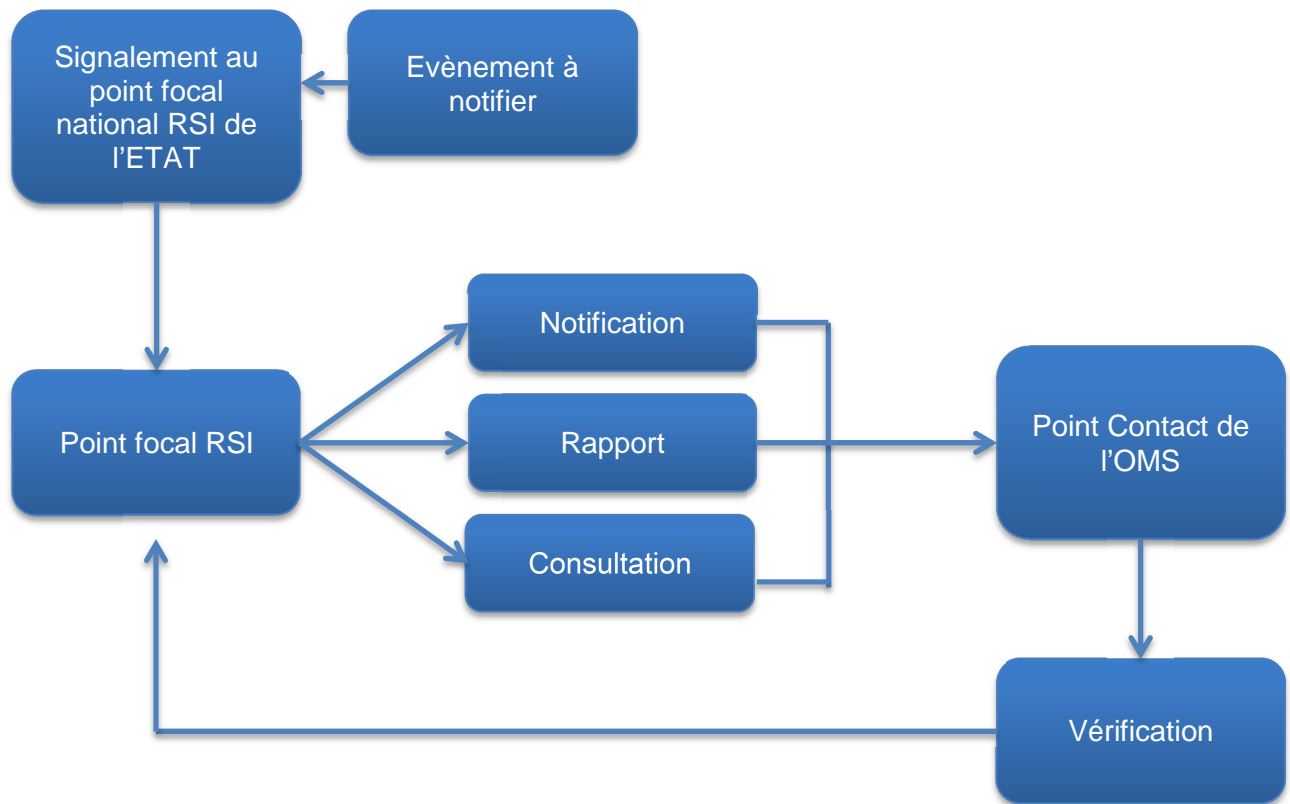 Signalement au
point focal
national RSI de
l’ETAT
Evènement à
notifier
Notification
Point focal RSI
Rapport
Point Contact de
l’OMS
Consultation
Vérification